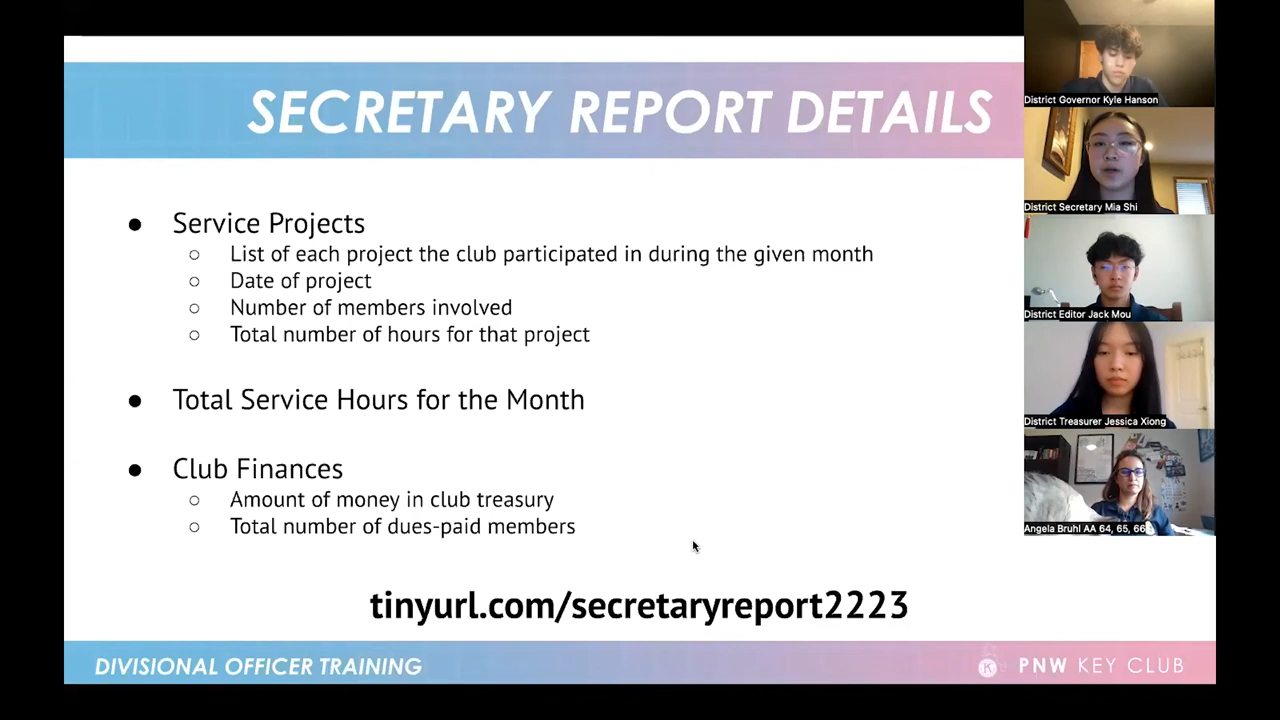 SECRETARY REPORT DETAILS
● Service Projects
○ List of each project the club participated in during the given month
○ Date of project
○ Number of members involved
○ Total number of hours for that project
● Total Service Hours for the Month
● Club Finances
○ Amount of money in club treasury
○ Total number of dues-paid members
tinyurl.com/secretaryreport2223
DIVISIONAL OFFICER TRAINING
K PNW KEY CLUB
District Governor Kyle Hanson
District Secretary Mia Shi
District Editor Jack Mou
District Treasurer Jessica Xiong
Angela Bruhl AA 64, 65, 66